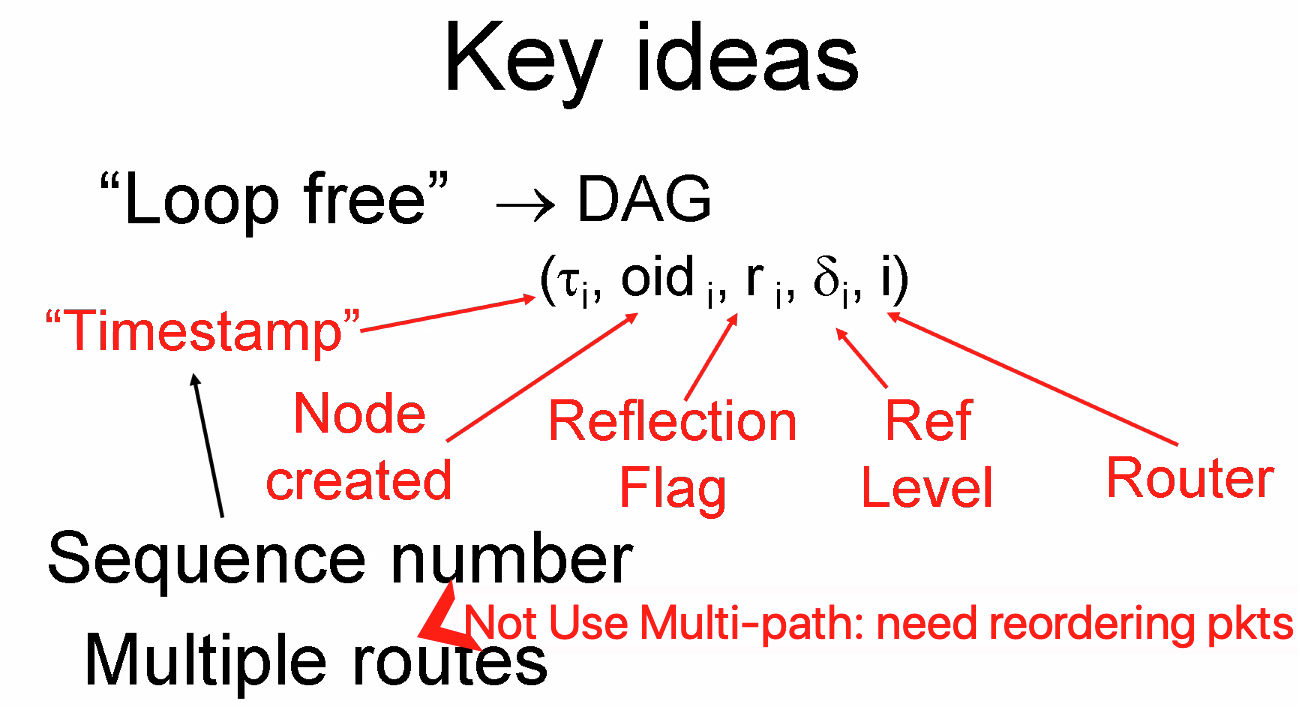 Key ideas
“Loop free” → DAG
(τi, oid i, r i, δi, i)
“Timestamp”
Node
created
Reflection
Flag
Ref
Level
Router
Sequence number
Not Use Multi-path: need reordering pkts
Multiple routes